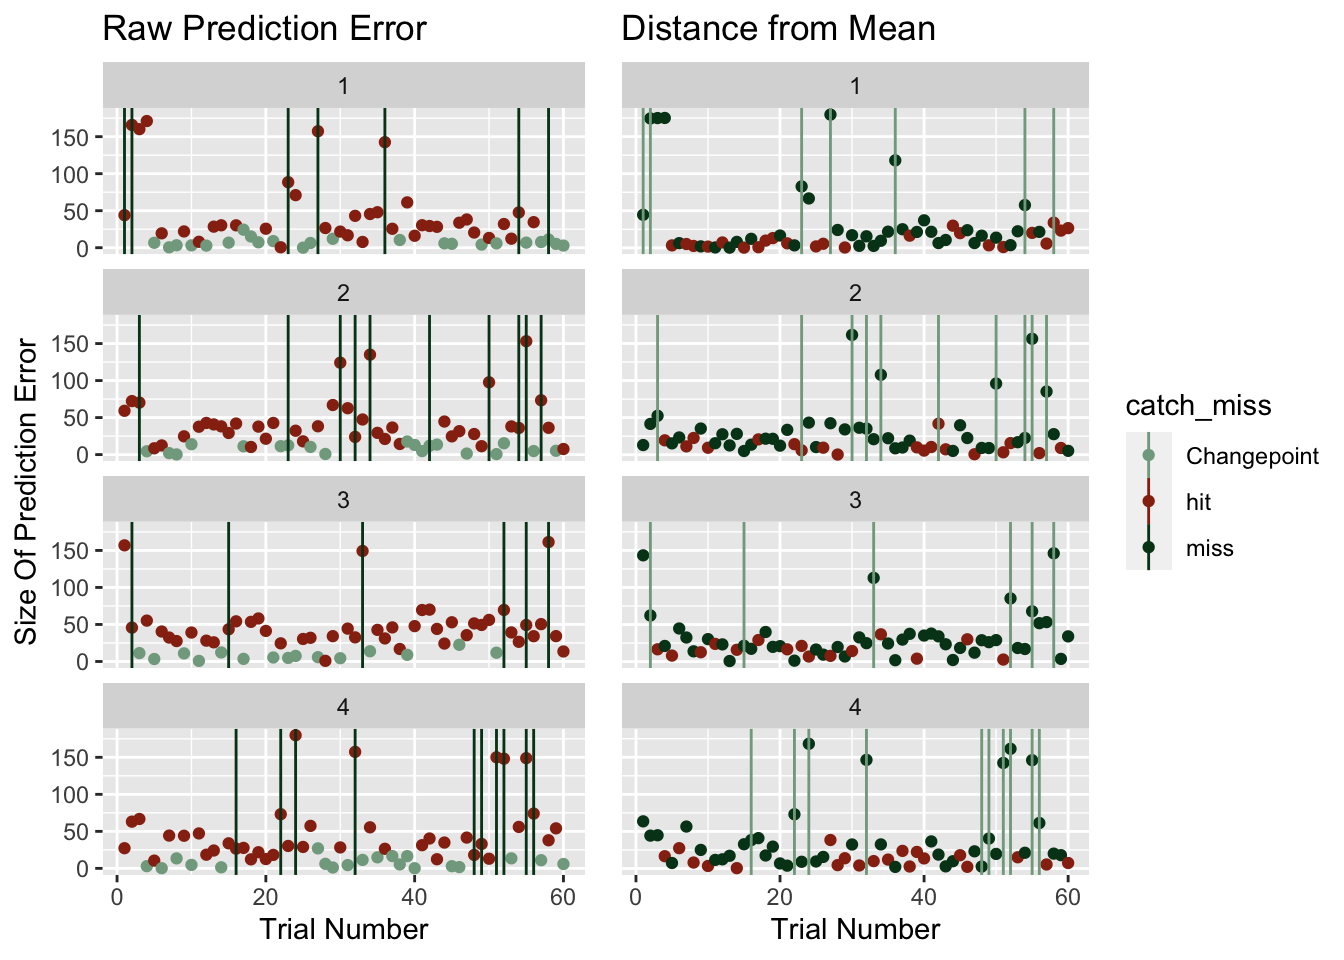 Raw Prediction Error
Distance from Mean
1
1
150
100
50
0
2
2
150
100
50
0
3
3
150
100
50
0
4
4
150
100
50
0
0 20 40 60
0 20 40 60
Trial Number
Trial Number
Size Of Prediction Error
catch_miss
Changepoint
hit
miss